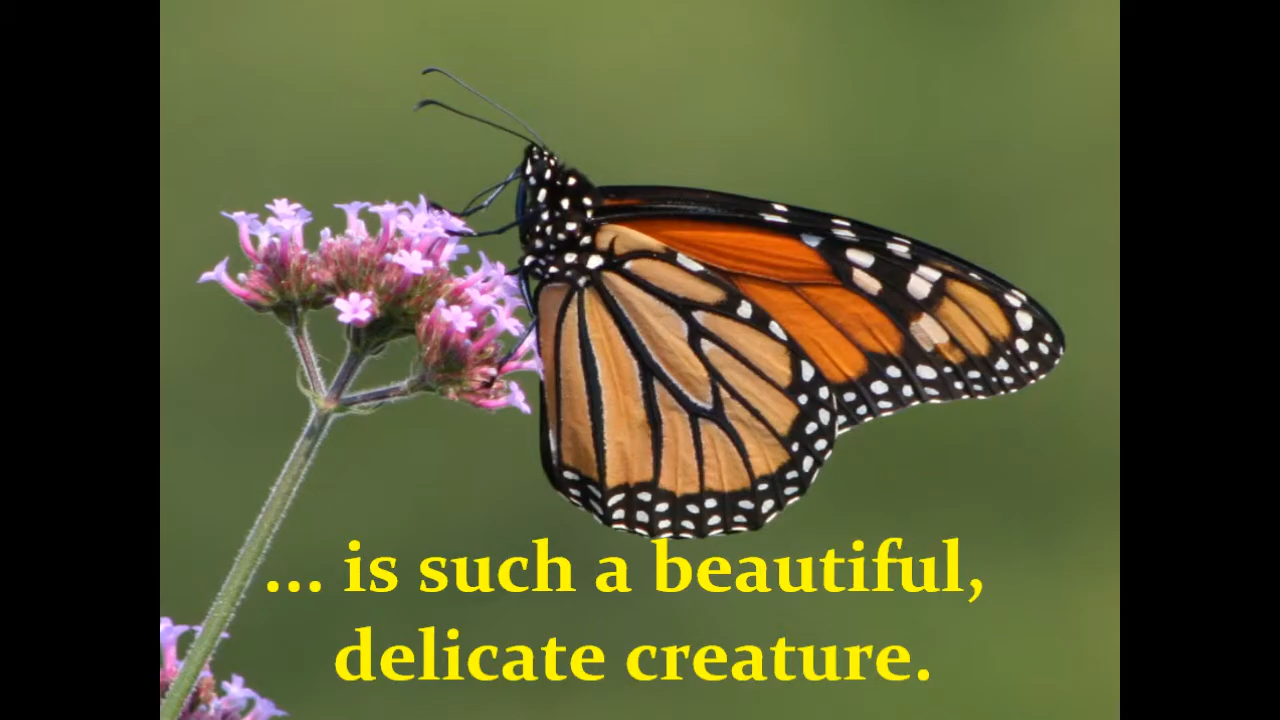 ... is such a beautiful,
delicate creature.